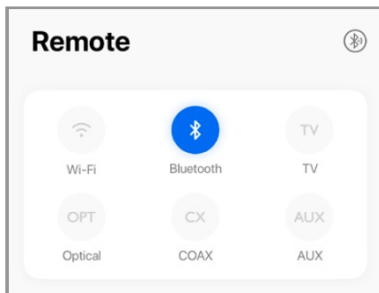 Remote
TV
Wi-Fi Bluetooth TV
OPT CX AUX
Optical COAX AUX